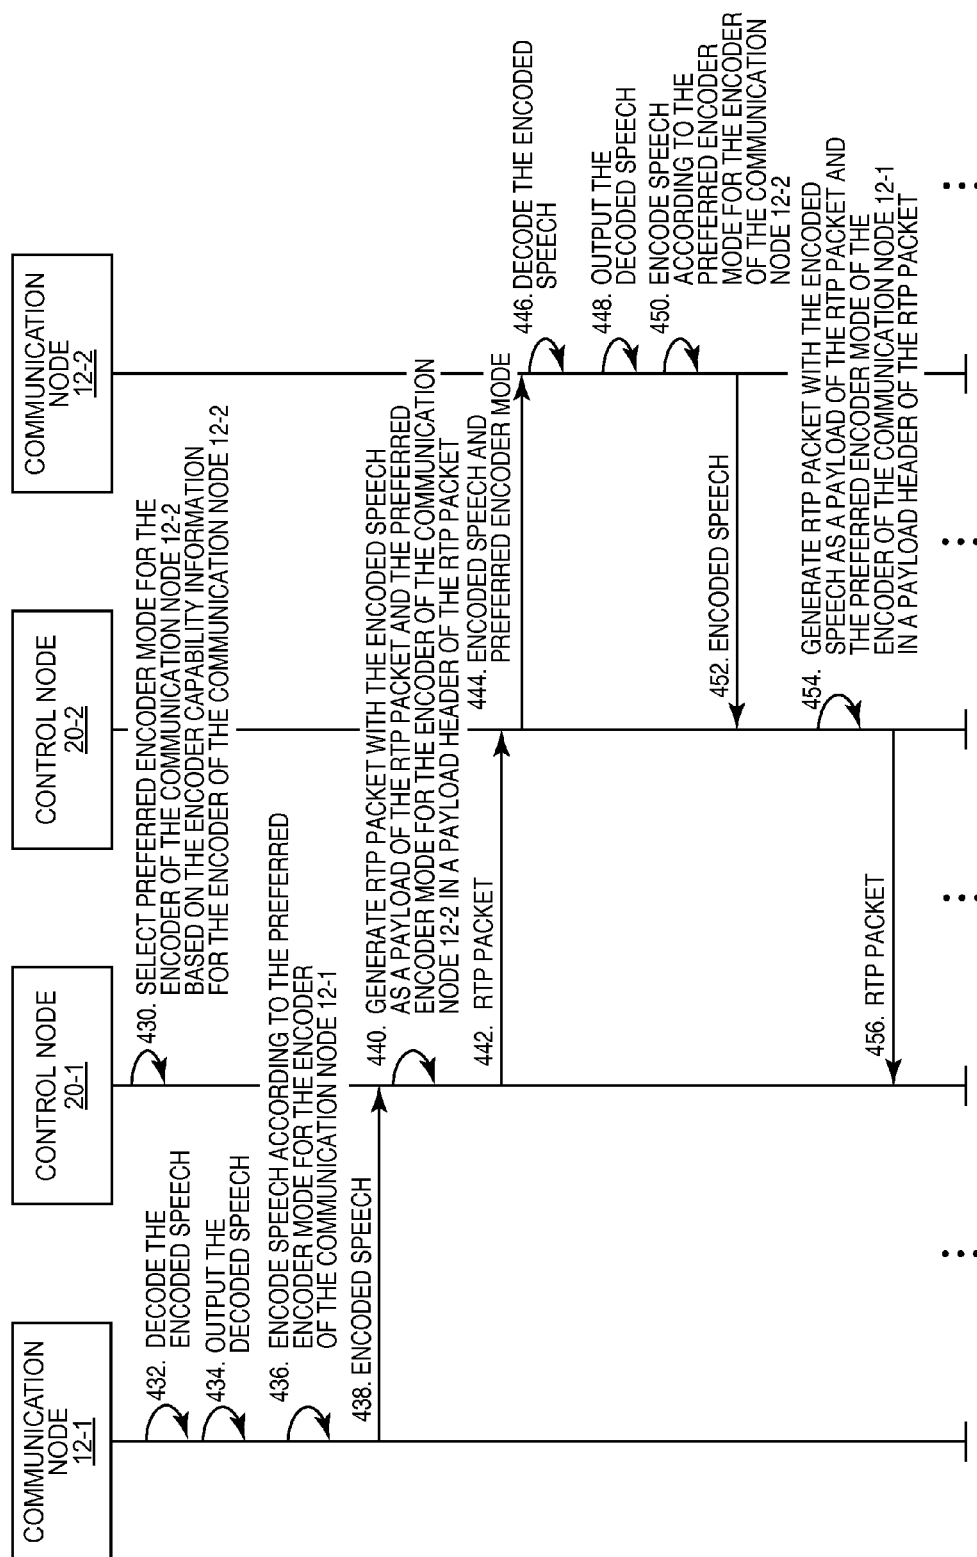 COMMUNICATION
NODE
12-1
CONTROL NODE
20-1
CONTROL NODE
20-2
COMMUNICATION
NODE
12-2
430. SELECT PREFERRED ENCODER MODE FOR THE
ENCODER OF THE COMMUNICATION NODE 12-2
BASED ON THE ENCODER CAPABILITY INFORMATION
FOR THE ENCODER OF THE COMMUNICATION NODE 12-2
432. DECODE THE
ENCODED SPEECH
434. OUTPUT THE
DECODED SPEECH
436. ENCODE SPEECH ACCORDING TO THE PREFERRED
ENCODER MODE FOR THE ENCODER
OF THE COMMUNICATION NODE 12-1
438. ENCODED SPEECH
440. GENERATE RTP PACKET WITH THE ENCODED SPEECH
AS A PAYLOAD OF THE RTP PACKET AND THE PREFERRED
ENCODER MODE FOR THE ENCODER OF THE COMMUNICATION
NODE 12-2 IN A PAYLOAD HEADER OF THE RTP PACKET
442. RTP PACKET
444. ENCODED SPEECH AND
PREFERRED ENCODER MODE
446. DECODE THE ENCODED
SPEECH
448. OUTPUT THE
DECODED SPEECH
450. ENCODE SPEECH
ACCORDING TO THE
PREFERRED ENCODER
MODE FOR THE ENCODER
OF THE COMMUNICATION
NODE 12-2
452. ENCODED SPEECH
454. GENERATE RTP PACKET WITH THE ENCODED
SPEECH AS A PAYLOAD OF THE RTP PACKET AND
THE PREFERRED ENCODER MODE OF THE
ENCODER OF THE COMMUNICATION NODE 12-1
IN A PAYLOAD HEADER OF THE RTP PACKET
456. RTP PACKET